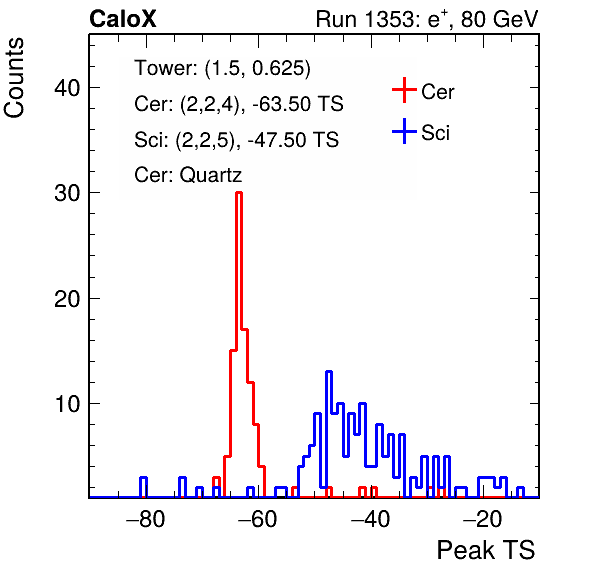 CaloX Run 1353: e⁺, 80 GeV
Counts
Tower: (1.5, 0.625)
Cer: (2,2,4), -63.50 TS
Sci: (2,2,5), -47.50 TS
Cer: Quartz
Cer
Sci
40
30
20
10
−80 −60 −40 −20
Peak TS